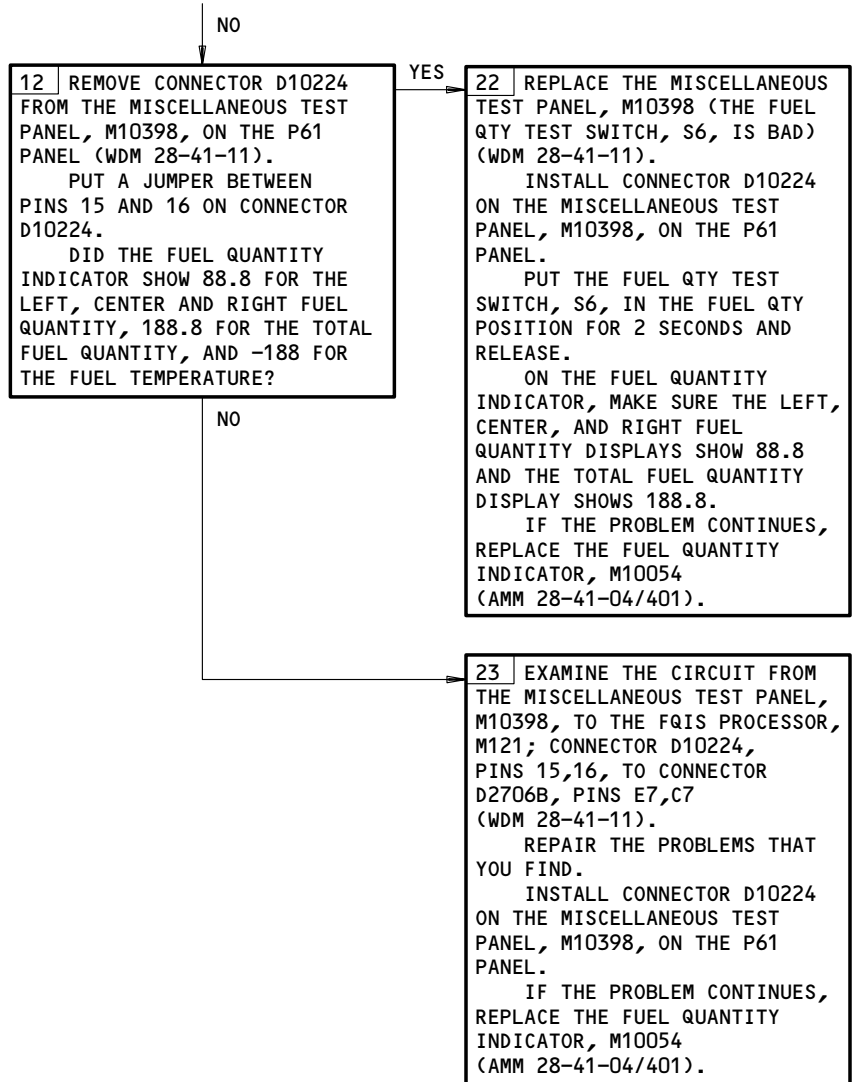 NO
12 REMOVE CONNECTOR D10224
FROM THE MISCELLANEOUS TEST
PANEL, M10398, ON THE P61
PANEL (WDM 28-41-11).
PUT A JUMPER BETWEEN
PINS 15 AND 16 ON CONNECTOR
D10224.
DID THE FUEL QUANTITY
INDICATOR SHOW 88.8 FOR THE
LEFT, CENTER AND RIGHT FUEL
QUANTITY, 188.8 FOR THE TOTAL
FUEL QUANTITY, AND -188 FOR
THE FUEL TEMPERATURE?
YES
22 REPLACE THE MISCELLANEOUS
TEST PANEL, M10398 (THE FUEL
QTY TEST SWITCH, S6, IS BAD)
(WDM 28-41-11).
INSTALL CONNECTOR D10224
ON THE MISCELLANEOUS TEST
PANEL, M10398, ON THE P61
PANEL.
PUT THE FUEL QTY TEST
SWITCH, S6, IN THE FUEL QTY
POSITION FOR 2 SECONDS AND
RELEASE.
ON THE FUEL QUANTITY
INDICATOR, MAKE SURE THE LEFT,
CENTER, AND RIGHT FUEL
QUANTITY DISPLAYS SHOW 88.8
AND THE TOTAL FUEL QUANTITY
DISPLAY SHOWS 188.8.
IF THE PROBLEM CONTINUES,
REPLACE THE FUEL QUANTITY
INDICATOR, M10054
(AMM 28-41-04/401).
NO
23 EXAMINE THE CIRCUIT FROM
THE MISCELLANEOUS TEST PANEL,
M10398, TO THE FQIS PROCESSOR,
M121; CONNECTOR D10224,
PINS 15,16, TO CONNECTOR
D2706B, PINS E7,C7
(WDM 28-41-11).
REPAIR THE PROBLEMS THAT
YOU FIND.
INSTALL CONNECTOR D10224
ON THE MISCELLANEOUS TEST
PANEL, M10398, ON THE P61
PANEL.
IF THE PROBLEM CONTINUES,
REPLACE THE FUEL QUANTITY
INDICATOR, M10054
(AMM 28-41-04/401).